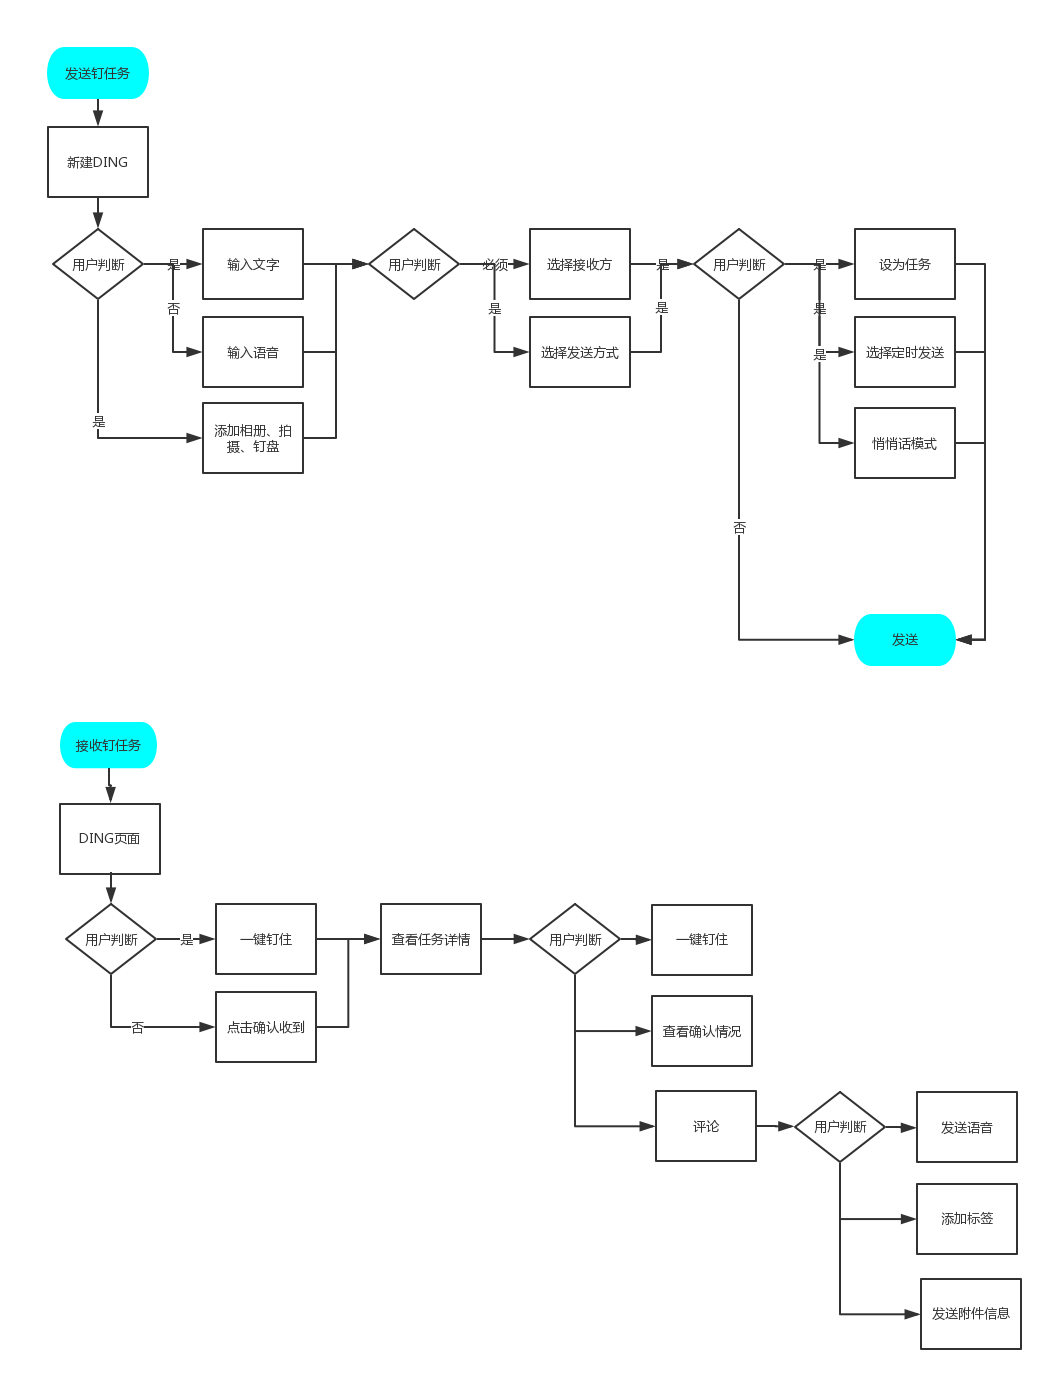 发送钉任务
新建DING
用户判断
是
输入文字
用户判断
必须
选择接收方
是
用户判断
是
设为任务
否
输入语音
是
选择发送方式
是
是
选择定时发送
是
是
添加相册、拍
摄、钉盘
悄悄话模式
否
发送
接收钉任务
DING页面
用户判断
是
一键钉住
查看任务详情
用户判断
一键钉住
否
点击确认收到
查看确认情况
评论
用户判断
发送语音
添加标签
发送附件信息